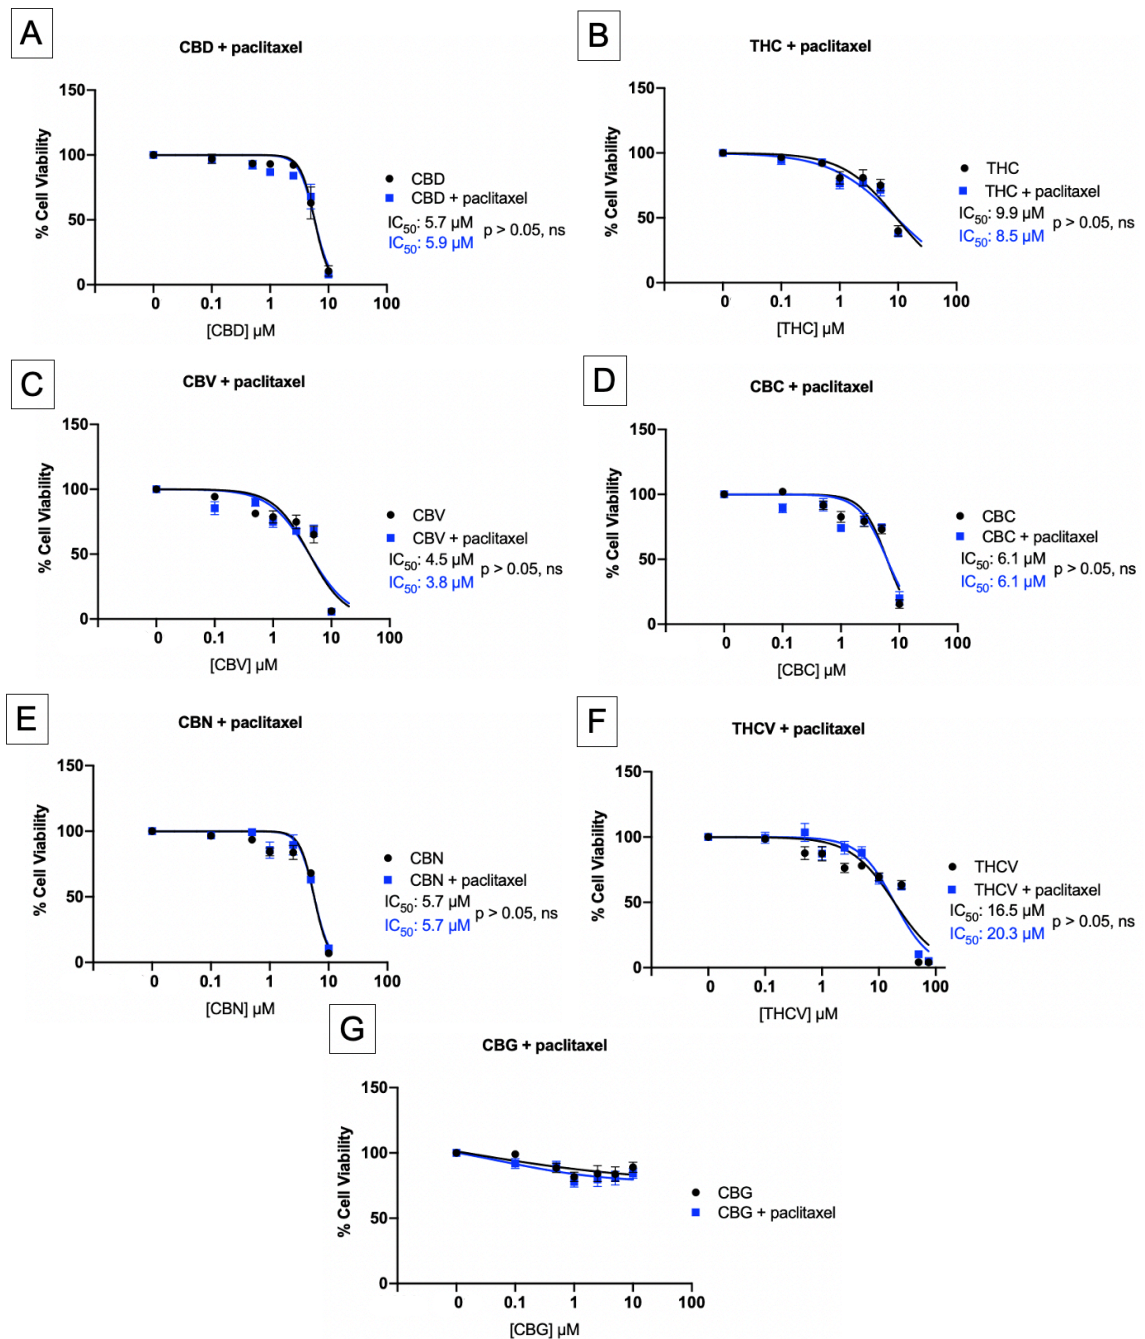 A
CBD + paclitaxel
% Cell Viability
150
100
50
0
0 0.1 1 10 100
[CBD] µM
CBD
CBD + paclitaxel
IC50: 5.7 µM
IC50: 5.9 µM
p > 0.05, ns
B
THC + paclitaxel
% Cell Viability
150
100
50
0
0 0.1 1 10 100
[THC] µM
THC
THC + paclitaxel
IC50: 9.9 µM
IC50: 8.5 µM
p > 0.05, ns
C
CBV + paclitaxel
% Cell Viability
150
100
50
0
0 0.1 1 10 100
[CBV] µM
CBV
CBV + paclitaxel
IC50: 4.5 µM
IC50: 3.8 µM
p > 0.05, ns
D
CBC + paclitaxel
% Cell Viability
150
100
50
0
0 0.1 1 10 100
[CBC] µM
CBC
CBC + paclitaxel
IC50: 6.1 µM
IC50: 6.1 µM
p > 0.05, ns
E
CBN + paclitaxel
% Cell Viability
150
100
50
0
0 0.1 1 10 100
[CBN] µM
CBN
CBN + paclitaxel
IC50: 5.7 µM
IC50: 5.7 µM
p > 0.05, ns
F
THCV + paclitaxel
% Cell Viability
150
100
50
0
0 0.1 1 10 100
[THCV] µM
THCV
THCV + paclitaxel
IC50: 16.5 µM
IC50: 20.3 µM
p > 0.05, ns
G
CBG + paclitaxel
% Cell Viability
150
100
50
0
0 0.1 1 10 100
[CBG] µM
CBG
CBG + paclitaxel